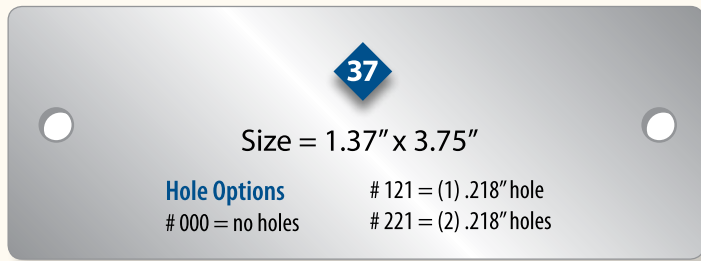 37
Size = 1.37” x 3.75”
Hole Options
# 000 = no holes
# 121 = (1) .218” hole
# 221 = (2) .218” holes